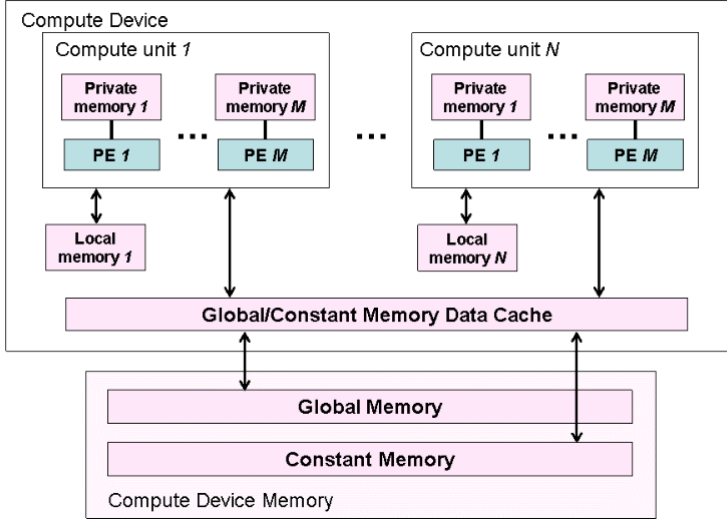 Compute Device
Compute unit 1
Compute unit N
Private
memory 1
Private
memory M
Private
memory 1
Private
memory M
PE 1
PE M
PE 1
PE M
Local
memory 1
Local
memory N
Global/Constant Memory Data Cache
Global Memory
Constant Memory
Compute Device Memory